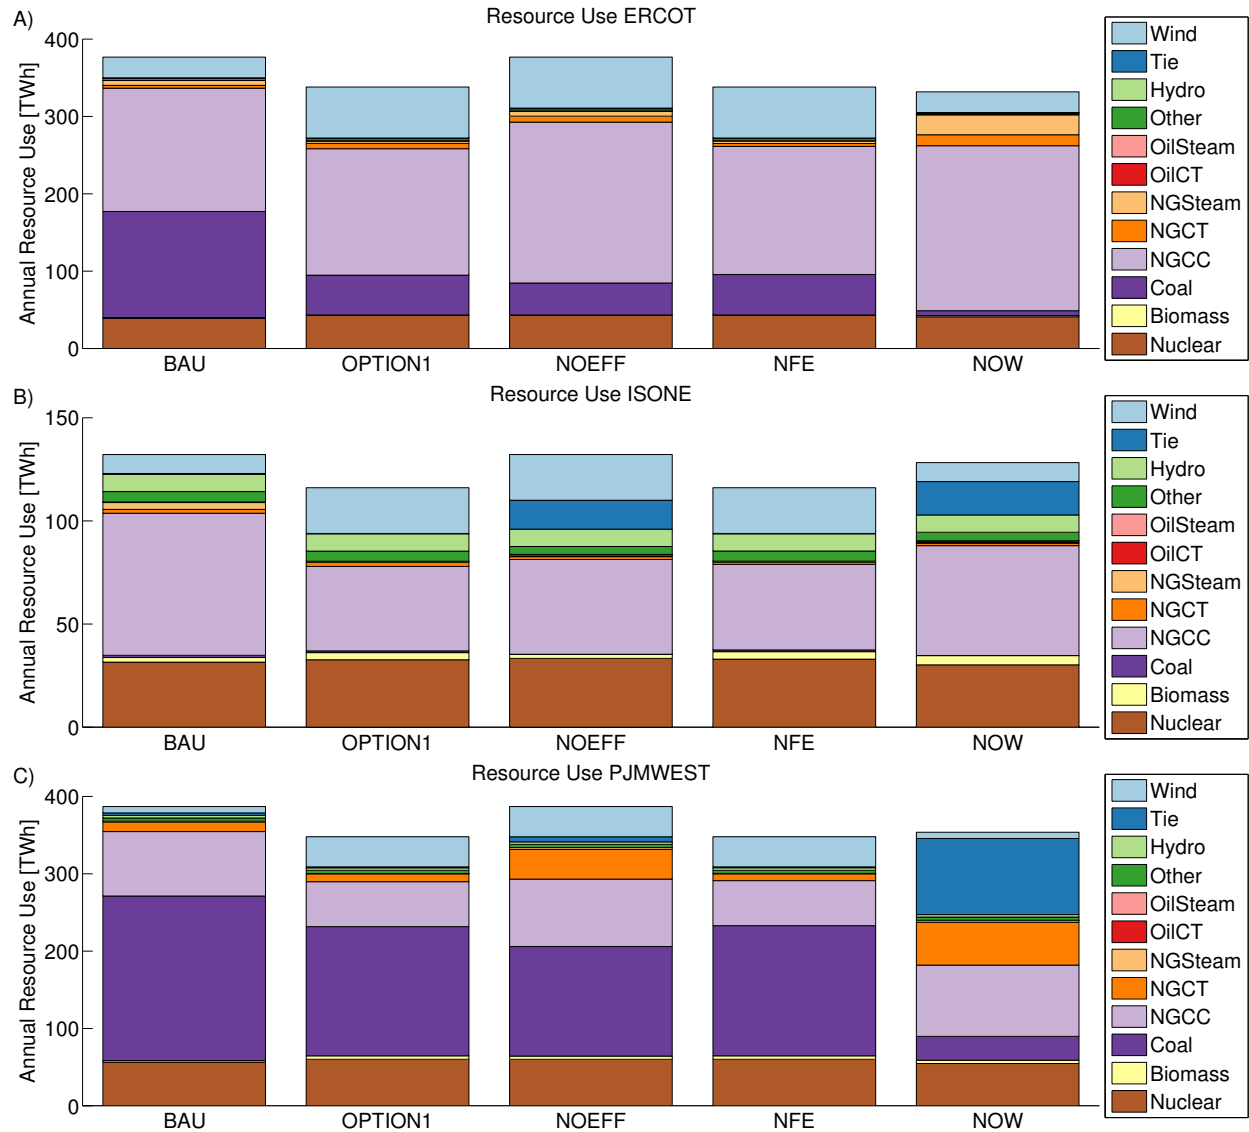 A)
Resource Use ERCOT
Annual Resource Use [TWh]
400
300
200
100
0
BAU
OPTION1
NOEFF
NFE
NOW
Wind
Tie
Hydro
Other
OilSteam
OilCT
NGSteam
NGCT
NGCC
Coal
Biomass
Nuclear
B)
Resource Use ISONE
Annual Resource Use [TWh]
150
100
50
0
BAU
OPTION1
NOEFF
NFE
NOW
Wind
Tie
Hydro
Other
OilSteam
OilCT
NGSteam
NGCT
NGCC
Coal
Biomass
Nuclear
C)
Resource Use PJMWEST
Annual Resource Use [TWh]
400
300
200
100
0
BAU
OPTION1
NOEFF
NFE
NOW
Wind
Tie
Hydro
Other
OilSteam
OilCT
NGSteam
NGCT
NGCC
Coal
Biomass
Nuclear